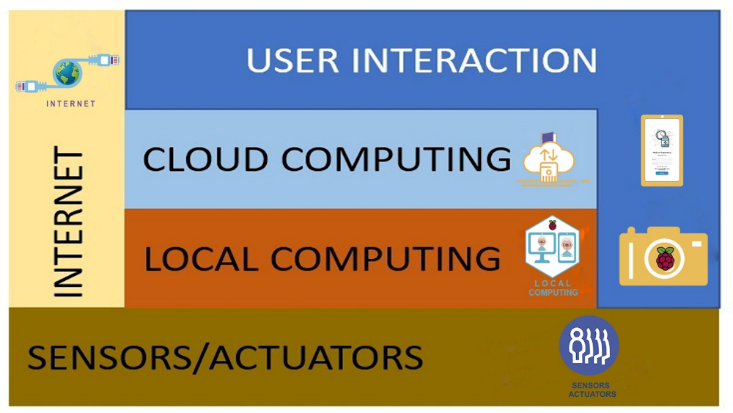 USER INTERACTION
INTERNET
CLOUD COMPUTING
INTERNET
LOCAL COMPUTING
LOCAL
COMPUTING
SENSORS/ACTUATORS
SENSORS
ACTUATORS